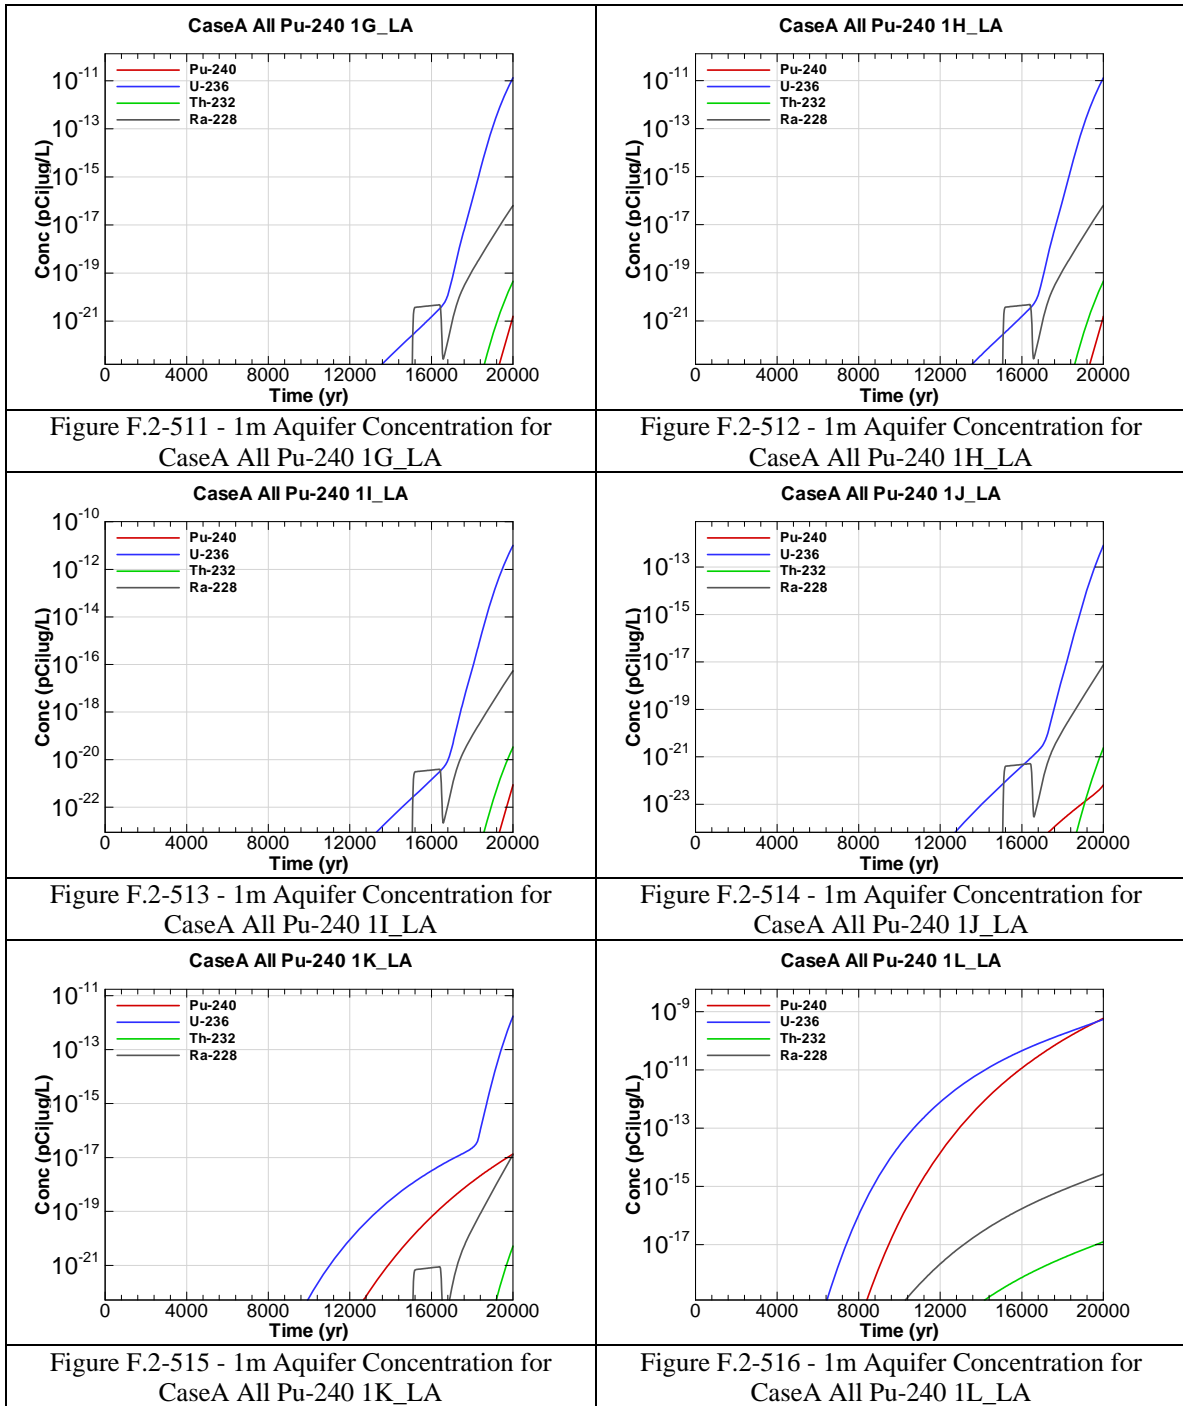 CaseA All Pu-240 1G_LA
Conc (pCi|ug/L)
10-11
10-13
10-15
10-17
10-19
10-21
Pu-240
U-236
Th-232
Ra-228
0 4000 8000 12000 16000 20000
Time (yr)
Figure F.2-511 - 1m Aquifer Concentration for
CaseA All Pu-240 1G_LA
CaseA All Pu-240 1H_LA
Conc (pCi|ug/L)
10-11
10-13
10-15
10-17
10-19
10-21
Pu-240
U-236
Th-232
Ra-228
0 4000 8000 12000 16000 20000
Time (yr)
Figure F.2-512 - 1m Aquifer Concentration for
CaseA All Pu-240 1H_LA
CaseA All Pu-240 1I_LA
Conc (pCi|ug/L)
10-10
10-12
10-14
10-16
10-18
10-20
10-22
Pu-240
U-236
Th-232
Ra-228
0 4000 8000 12000 16000 20000
Time (yr)
Figure F.2-513 - 1m Aquifer Concentration for
CaseA All Pu-240 1I_LA
CaseA All Pu-240 1J_LA
Conc (pCi|ug/L)
10-13
10-15
10-17
10-19
10-21
10-23
Pu-240
U-236
Th-232
Ra-228
0 4000 8000 12000 16000 20000
Time (yr)
Figure F.2-514 - 1m Aquifer Concentration for
CaseA All Pu-240 1J_LA
CaseA All Pu-240 1K_LA
Conc (pCi|ug/L)
10-11
10-13
10-15
10-17
10-19
10-21
Pu-240
U-236
Th-232
Ra-228
0 4000 8000 12000 16000 20000
Time (yr)
Figure F.2-515 - 1m Aquifer Concentration for
CaseA All Pu-240 1K_LA
CaseA All Pu-240 1L_LA
Conc (pCi|ug/L)
10-9
10-11
10-13
10-15
10-17
Pu-240
U-236
Th-232
Ra-228
0 4000 8000 12000 16000 20000
Time (yr)
Figure F.2-516 - 1m Aquifer Concentration for
CaseA All Pu-240 1L_LA